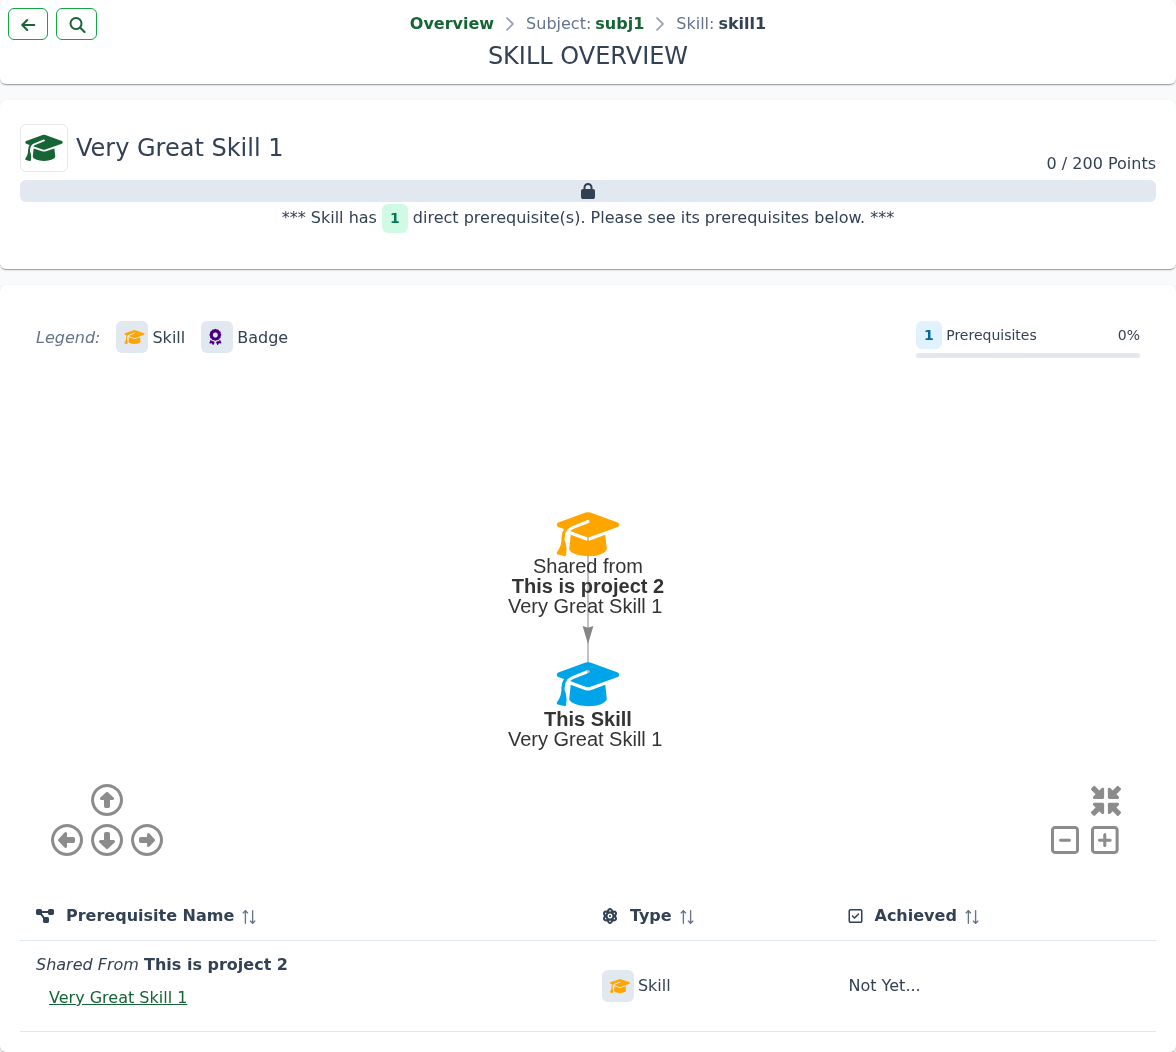 Overview > Subject: subj1 > Skill: skill1
SKILL OVERVIEW
Very Great Skill 1
0 / 200 Points
*** Skill has 1 direct prerequisite(s). Please see its prerequisites below. ***
Legend: Skill Badge
1 Prerequisites 0%
Shared from
This is project 2
Very Great Skill 1
This Skill
Very Great Skill 1
Prerequisite Name Type Achieved
Shared From This is project 2
Very Great Skill 1
Skill
Not Yet...